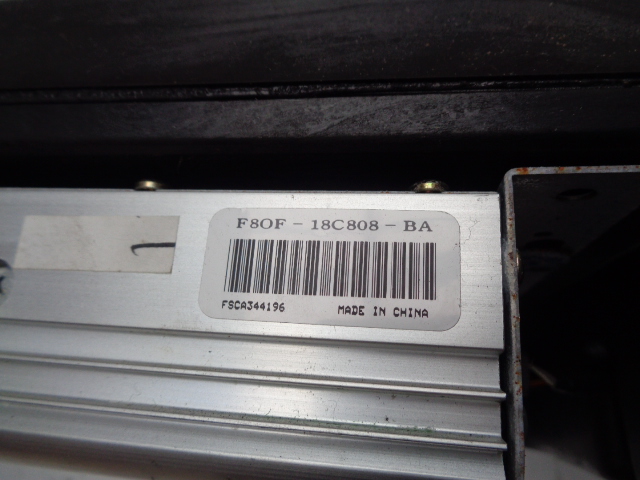 F8OF - 18C808 - BA
FSCA344196 MADE IN CHINA